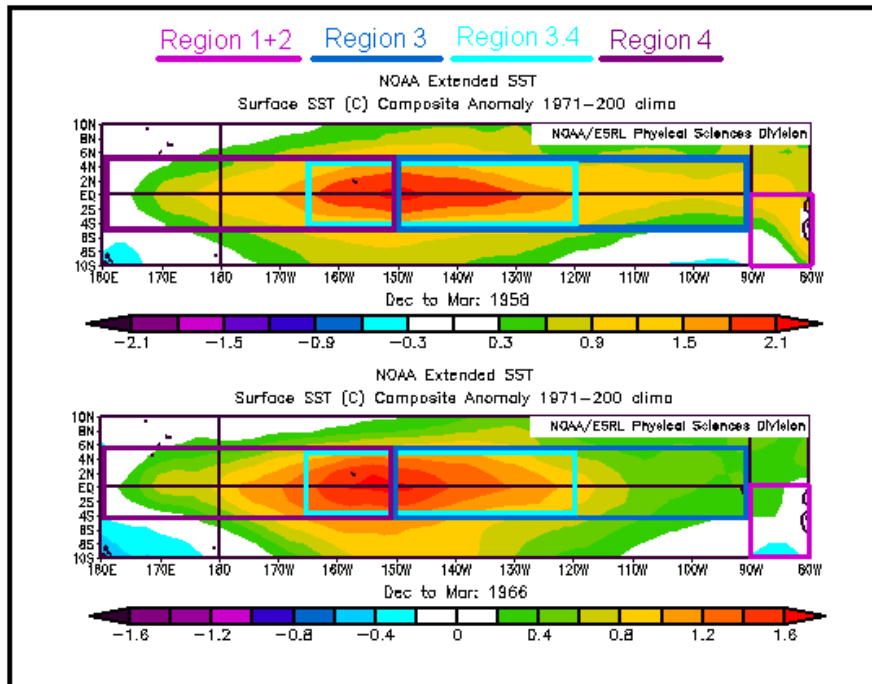 Region 1+2 Region 3 Region 3.4 Region 4
NOAA Extended SST
Surface SST (C) Composite Anomaly 1971-200 clima
NOAA/ESRL Physical Sciences Division
10N
8N
6N
4N
2N
EQ
2S
4S
6S
8S
10S
180E 170E 180 170W 160W 150W 140W 130W 120W 110W 100W 90W 80W
Dec to Mar: 1958
-2.1 -1.5 -0.9 -0.3 0.3 0.9 1.5 2.1
NOAA Extended SST
Surface SST (C) Composite Anomaly 1971-200 clima
NOAA/ESRL Physical Sciences Division
10N
8N
6N
4N
2N
EQ
2S
4S
6S
8S
10S
180E 170E 180 170W 160W 150W 140W 130W 120W 110W 100W 90W 80W
Dec to Mar: 1966
-1.6 -1.2 -0.8 -0.4 0 0.4 0.8 1.2 1.6